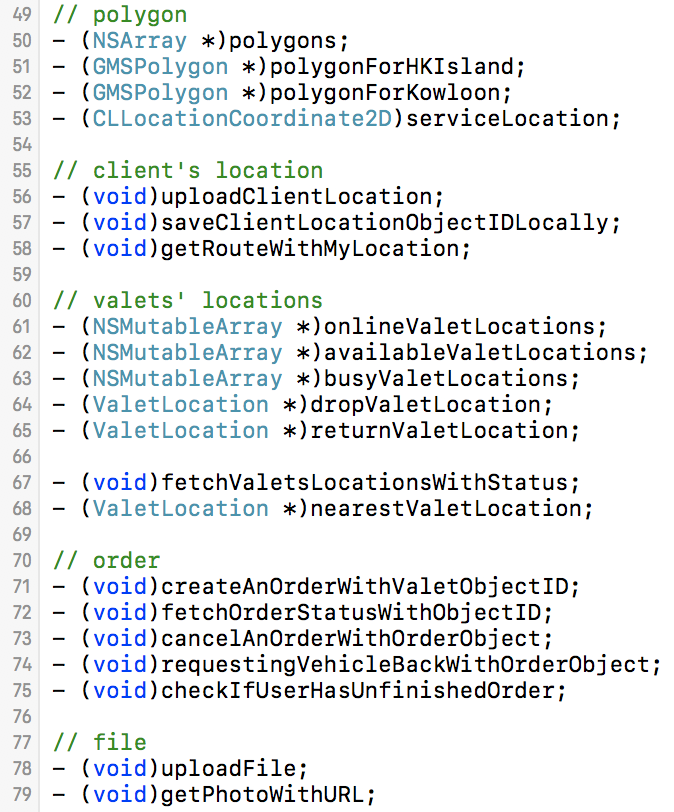 49 // polygon
50 - (NSArray *)polygons;
51 - (GMSPolygon *)polygonForHKIsland;
52 - (GMSPolygon *)polygonForKowloon;
53 - (CLLocationCoordinate2D)serviceLocation;
54
55 // client's location
56 - (void)uploadClientLocation;
57 - (void)saveClientLocationObjectIDLocally;
58 - (void)getRouteWithMyLocation;
59
60 // valets' locations
61 - (NSMutableArray *)onlineValetLocations;
62 - (NSMutableArray *)availableValetLocations;
63 - (NSMutableArray *)busyValetLocations;
64 - (ValetLocation *)dropValetLocation;
65 - (ValetLocation *)returnValetLocation;
66
67 - (void)fetchValetsLocationsWithStatus;
68 - (ValetLocation *)nearestValetLocation;
69
70 // order
71 - (void)createAnOrderWithValetObjectID;
72 - (void)fetchOrderStatusWithObjectID;
73 - (void)cancelAnOrderWithOrderObject;
74 - (void)requestingVehicleBackWithOrderObject;
75 - (void)checkIfUserHasUnfinishedOrder;
76
77 // file
78 - (void)uploadFile;
79 - (void)getPhotoWithURL;